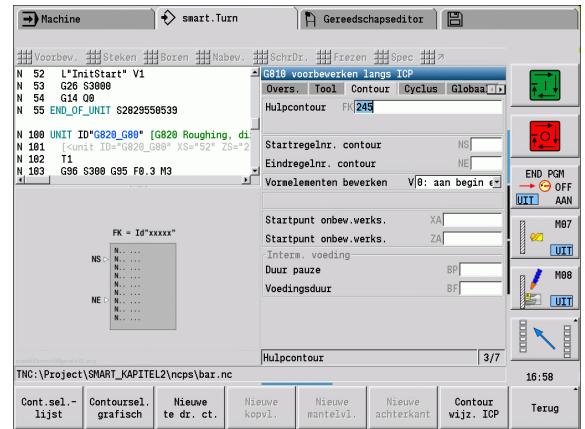 Machine
smart.Turn
Gereedschapseditor
Voorbew. Steken Boren Nabew. SchrDr. Frezen Spec
N 52 L"InitStart" V1
N 53 G26 S3000
N 54 G14 Q0
N 55 END_OF_UNIT S2829550539
N 100 UNIT ID"G820_G80" [G820 Roughing, di
N 101 [<unit ID="G820_G80" XS="52" ZS="2
N 102 T1
N 103 G96 S300 G95 F0.3 M3
G810 voorbewerken langs ICP
Overs. Tool Contour Cyclus Globaa
Hulpcontour FK 245
Startregelnr. contour NS
Eindregelnr. contour NE
Vormelementen bewerken V 0: aan begin e
Startpunt onbew.werks. XA
Startpunt onbew.werks. ZA
Interm. voeding
Duur pauze BP
Voedingsduur BF
Hulpcontour 3/7
FK = Id"xxxxx"
NS
N.. ...
N.. ...
N.. ...
N.. ...
N.. ...
NE
N.. ...
N.. ...
TNC:\Project\SMART_KAPITEL2\ncps\bar.nc
END PGM
OFF
UIT AAN
M07
UIT
M08
UIT
16:58
Cont.sel.-lijst
Contoursel. grafisch
Nieuwe te dr. ct.
Nieuwe kopvl.
Nieuwe mantelvl.
Nieuwe achterkant
Contour wijz. ICP
Terug